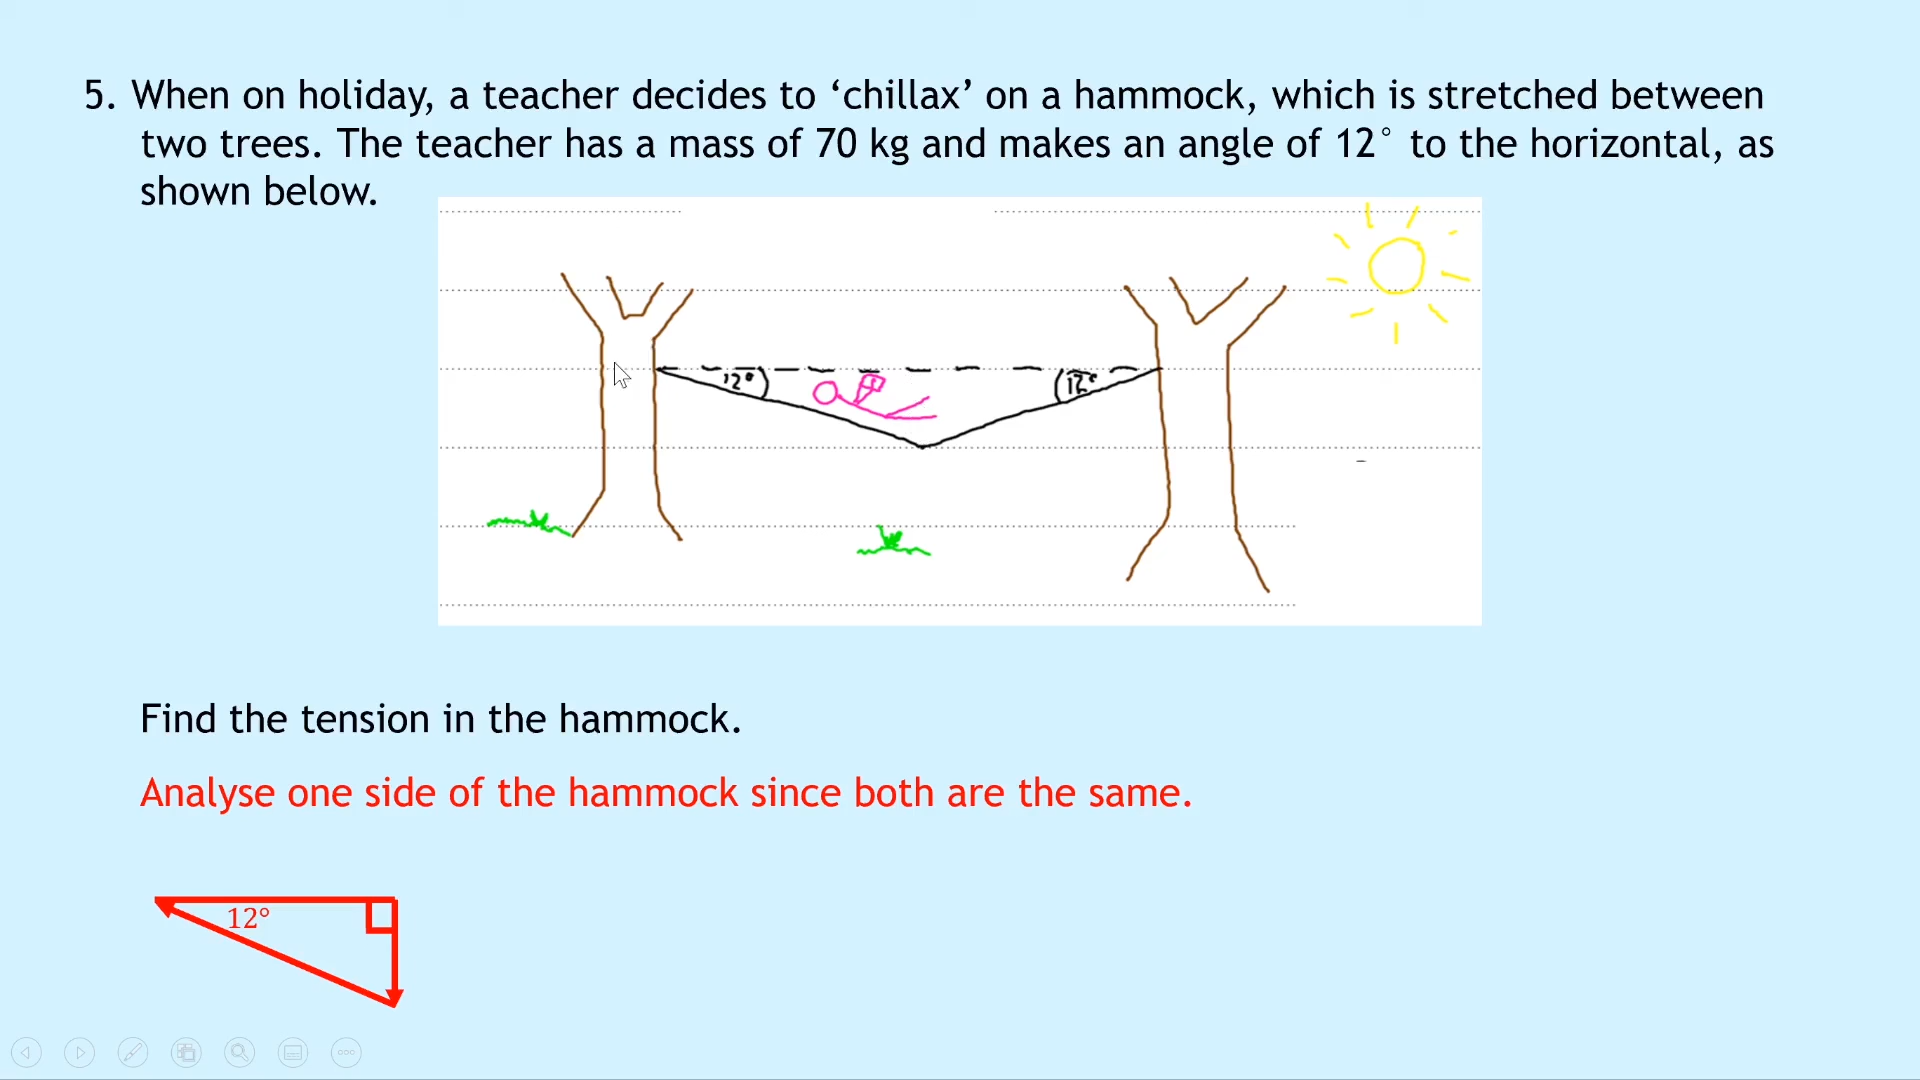 5. When on holiday, a teacher decides to ‘chillax’ on a hammock, which is stretched between
two trees. The teacher has a mass of 70 kg and makes an angle of 12° to the horizontal, as
shown below.
12° 12°
Find the tension in the hammock.
Analyse one side of the hammock since both are the same.
12°